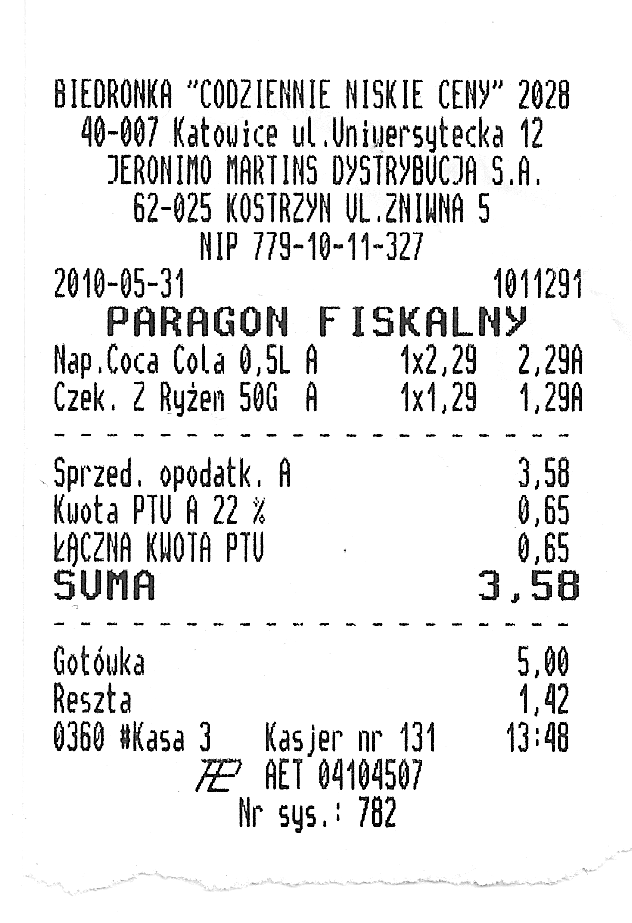 BIEDRONKA "CODZIENNIE NISKIE CENY" 2028
40-007 Katowice ul.Uniwersytecka 12
JERONIMO MARTINS DYSTRYBUCJA S.A.
62-025 KOSTRZYN UL.ŻNIWNA 5
NIP 779-10-11-327
2010-05-31 1011291
PARAGON FISKALNY
Nap.Coca Cola 0,5L A 1x2,29 2,29A
Czek. Z Ryżem 50G A 1x1,29 1,29A
- - - - - - - - - - - - - - - - - - - -
Sprzed. opodatk. A 3,58
Kwota PTU A 22 % 0,65
ŁĄCZNA KWOTA PTU 0,65
SUMA 3,58
- - - - - - - - - - - - - - - - - - - -
Gotówka 5,00
Reszta 1,42
0360 #Kasa 3 Kasjer nr 131 13:48
AET 04104507
Nr sys.: 782